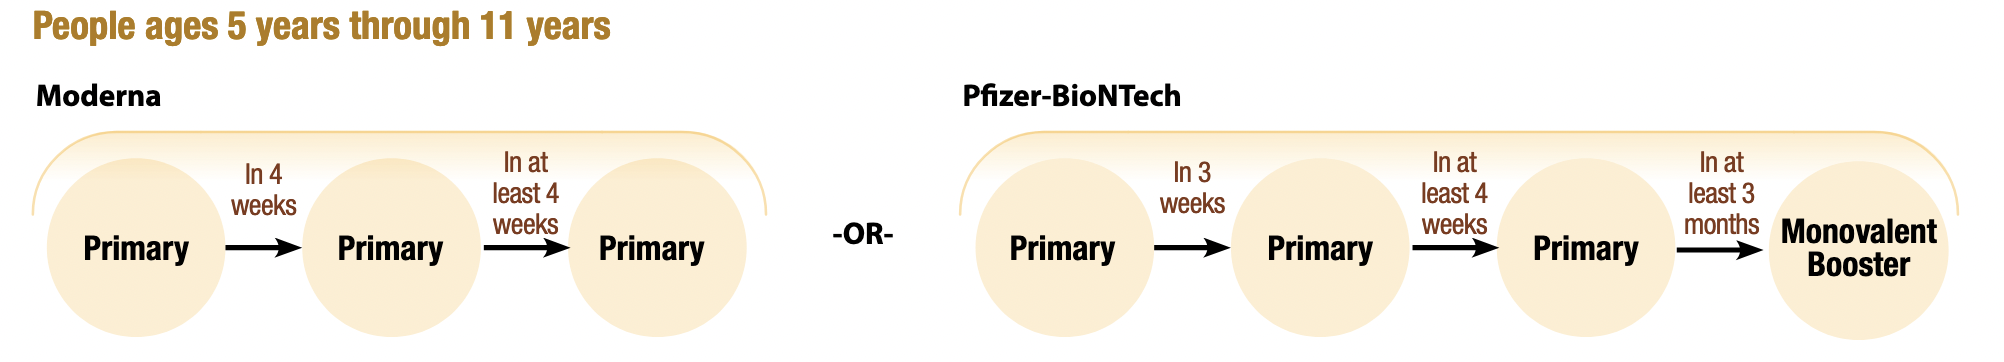 People ages 5 years through 11 years
Moderna
Primary
In 4
weeks
Primary
In at
least 4
weeks
Primary
-OR-
Pfizer-BioNTech
Primary
In 3
weeks
Primary
In at
least 4
weeks
Primary
In at
least 3
months
Monovalent
Booster